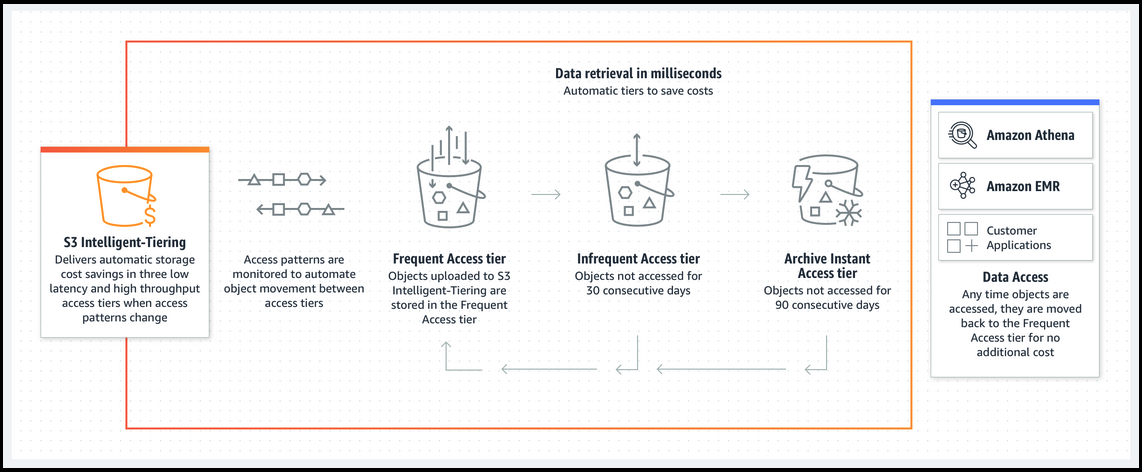 Data retrieval in milliseconds
Automatic tiers to save costs
S3 Intelligent-Tiering
Delivers automatic storage
cost savings in three low
latency and high throughput
access tiers when access
patterns change
Access patterns are
monitored to automate
object movement between
access tiers
Frequent Access tier
Objects uploaded to S3
Intelligent-Tiering are
stored in the Frequent
Access tier
Infrequent Access tier
Objects not accessed for
30 consecutive days
Archive Instant
Access tier
Objects not accessed for
90 consecutive days
Amazon Athena
Amazon EMR
Customer
Applications
Data Access
Any time objects are
accessed, they are moved
back to the Frequent
Access tier for no
additional cost